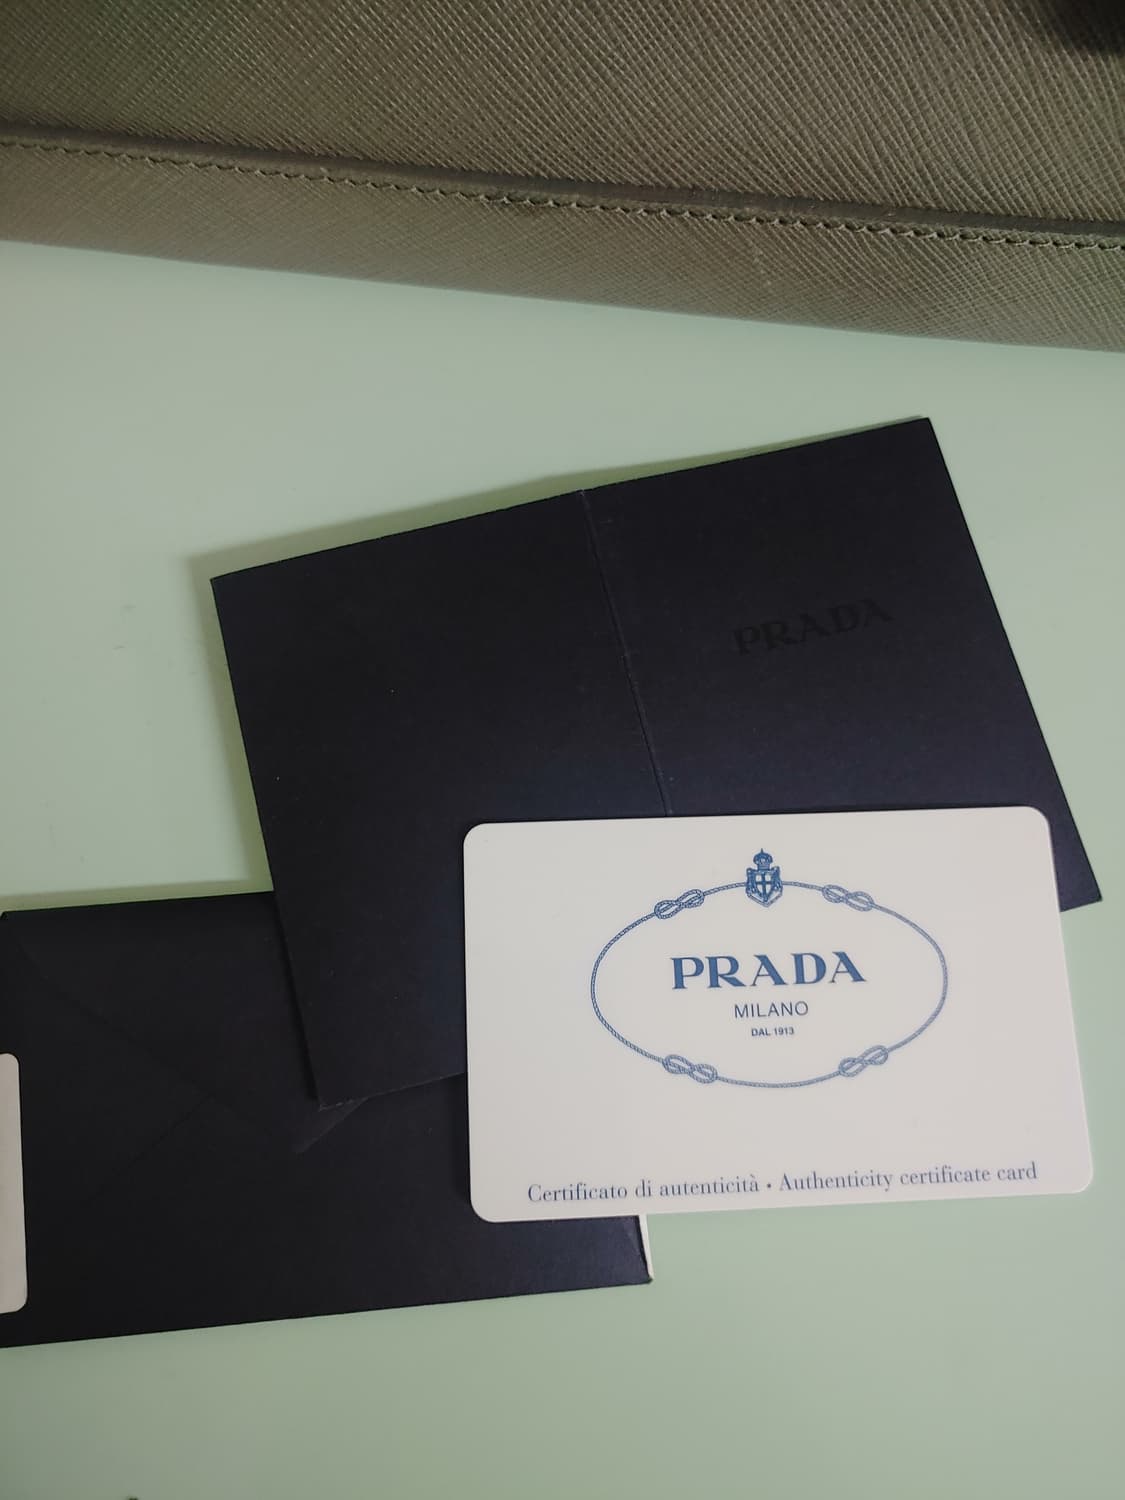 PRADA
PRADA
MILANO
DAL 1913
Certificato di autenticità • Authenticity certificate card